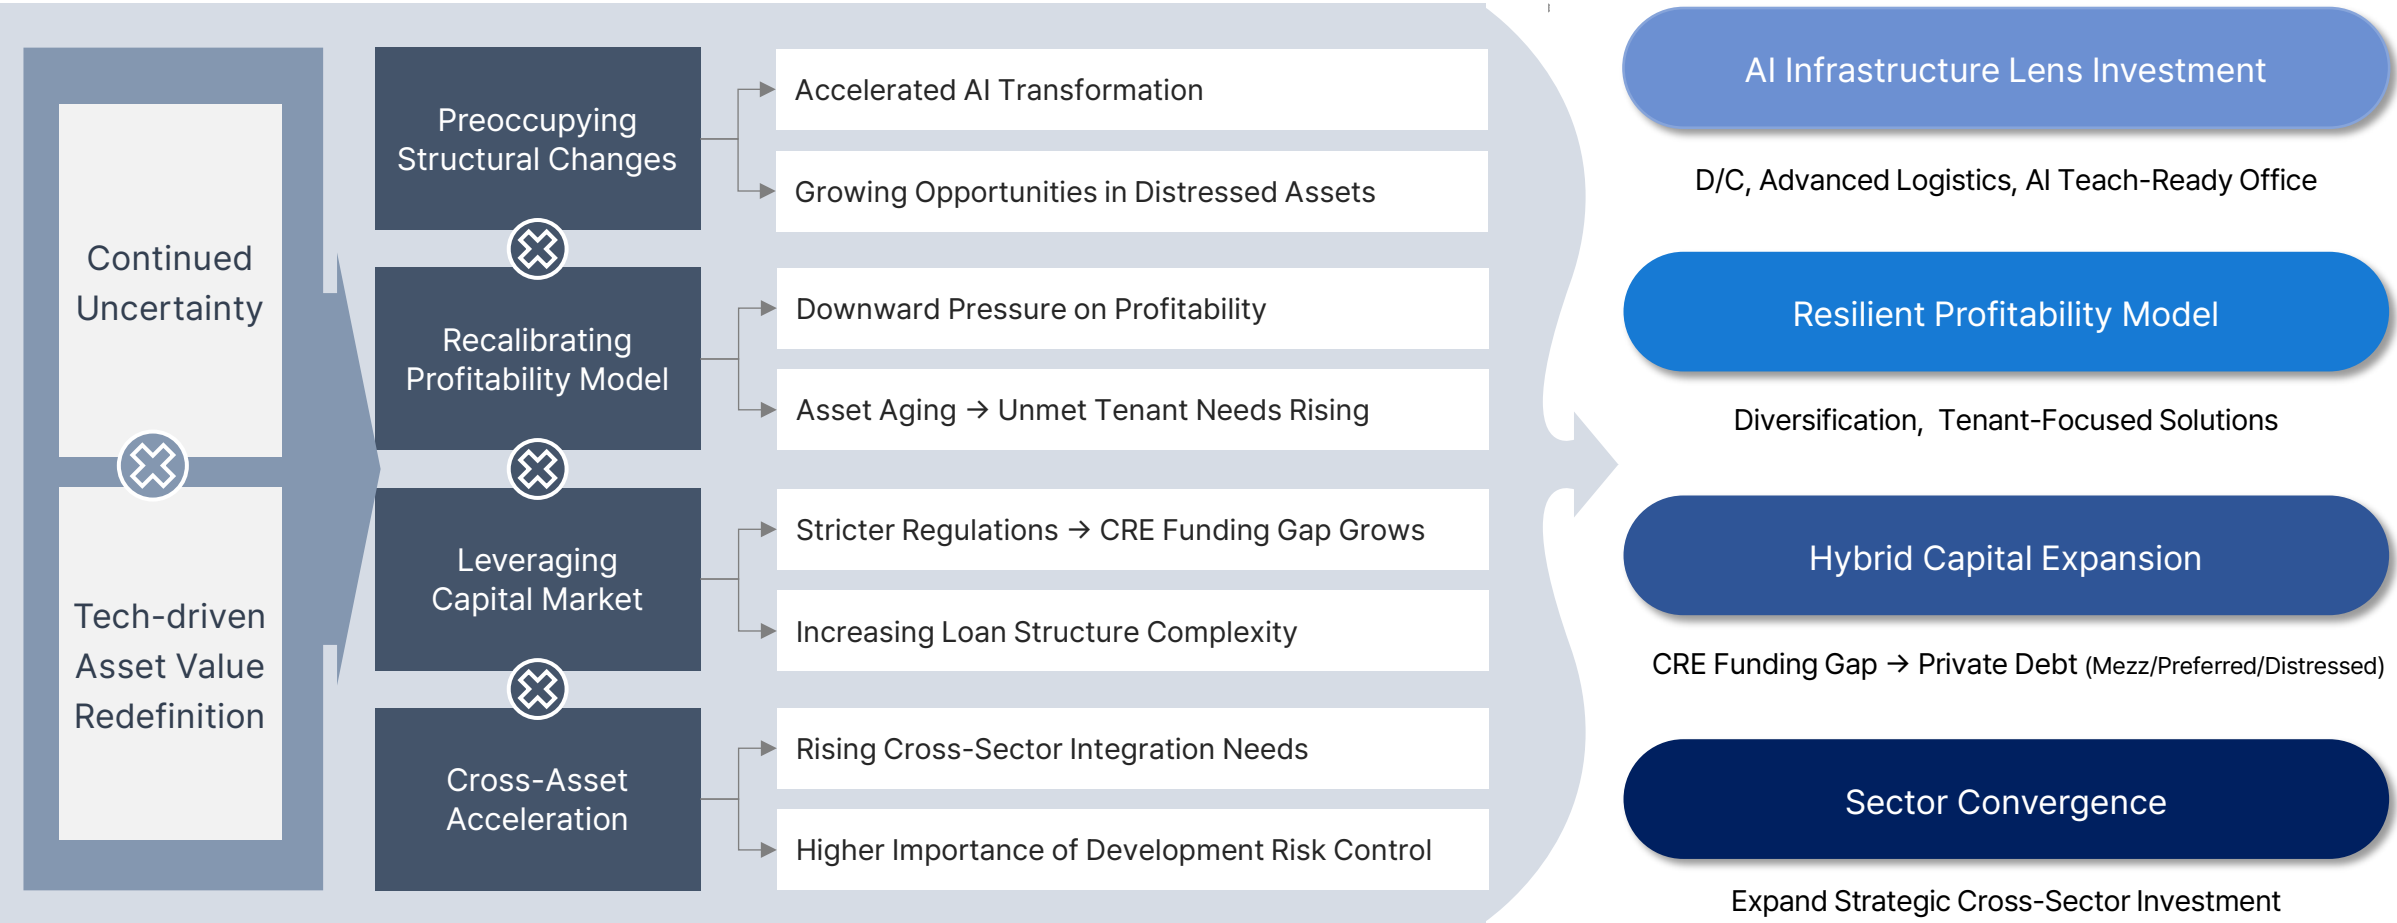 Continued
Uncertainty
Tech-driven
Asset Value
Redefinition
Preoccupying
Structural Changes
Accelerated AI Transformation
Growing Opportunities in Distressed Assets
Recalibrating
Profitability Model
Downward Pressure on Profitability
Asset Aging → Unmet Tenant Needs Rising
Leveraging
Capital Market
Stricter Regulations → CRE Funding Gap Grows
Increasing Loan Structure Complexity
Cross-Asset
Acceleration
Rising Cross-Sector Integration Needs
Higher Importance of Development Risk Control
AI Infrastructure Lens Investment
D/C, Advanced Logistics, AI Teach-Ready Office
Resilient Profitability Model
Diversification, Tenant-Focused Solutions
Hybrid Capital Expansion
CRE Funding Gap → Private Debt (Mezz/Preferred/Distressed)
Sector Convergence
Expand Strategic Cross-Sector Investment